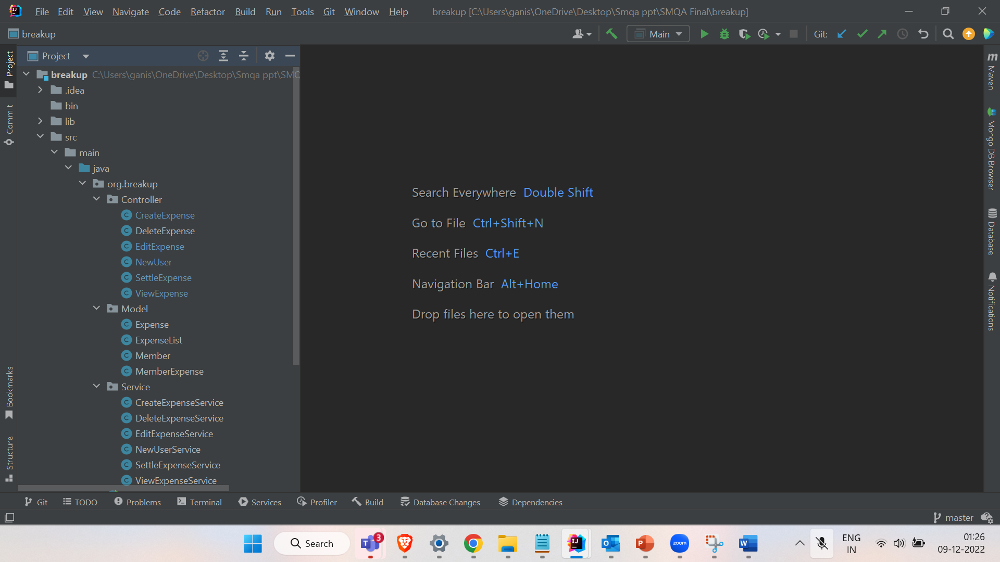 File Edit View Navigate Code Refactor Build Run Tools Git Window Help breakup [C:\Users\ganis\OneDrive\Desktop\Smqa ppt\SMQA Final\breakup]
breakup Main Git:
Project
breakup C:\Users\ganis\OneDrive\Desktop\Smqa ppt\SMQ
.idea
bin
lib
src
main
java
org.breakup
Controller
CreateExpense
DeleteExpense
EditExpense
NewUser
SettleExpense
ViewExpense
Model
Expense
ExpenseList
Member
MemberExpense
Service
CreateExpenseService
DeleteExpenseService
EditExpenseService
NewUserService
SettleExpenseService
ViewExpenseService
Project
Commit
Bookmarks
Structure
Search Everywhere Double Shift
Go to File Ctrl+Shift+N
Recent Files Ctrl+E
Navigation Bar Alt+Home
Drop files here to open them
m Maven
Mongo DB Browser
Database
Notifications
Git TODO Problems Terminal Services Profiler Build Database Changes Dependencies
master
Search T 3 IJ O P zoom W
ENG
IN
01:26
09-12-2022